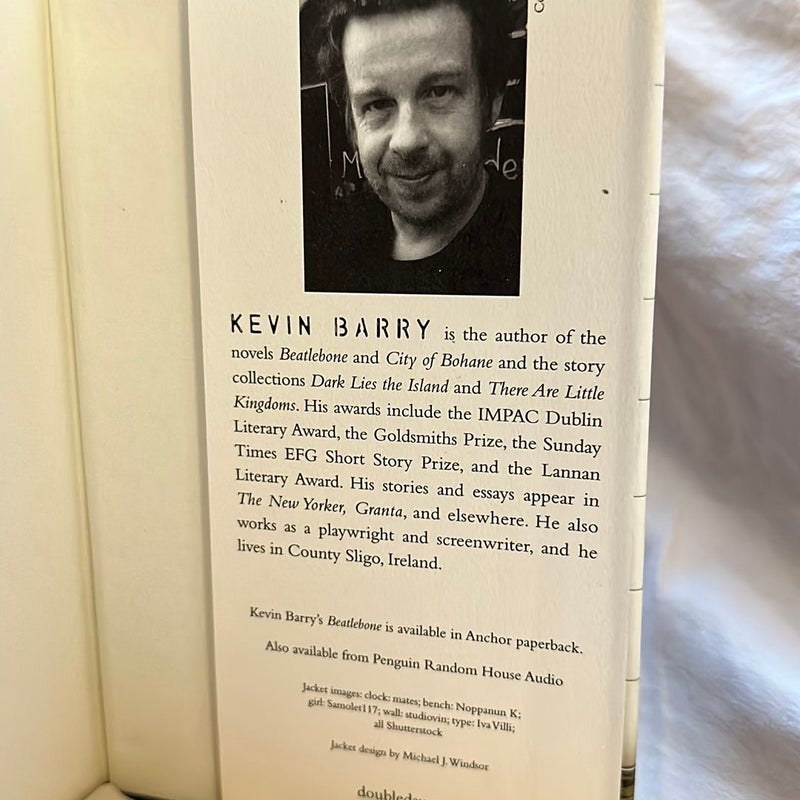 Co
M de
KEVIN BARRY is the author of the
novels Beatlebone and City of Bohane and the story
collections Dark Lies the Island and There Are Little
Kingdoms. His awards include the IMPAC Dublin
Literary Award, the Goldsmiths Prize, the Sunday
Times EFG Short Story Prize, and the Lannan
Literary Award. His stories and essays appear in
The New Yorker, Granta, and elsewhere. He also
works as a playwright and screenwriter, and he
lives in County Sligo, Ireland.
Kevin Barry's Beatlebone is available in Anchor paperback.
Also available from Penguin Random House Audio
Jacket images: clock: mates; bench: Noppanun K;
girl: Samolet117; wall: studiovin; type: Iva Villi;
all Shutterstock
Jacket design by Michael J. Windsor